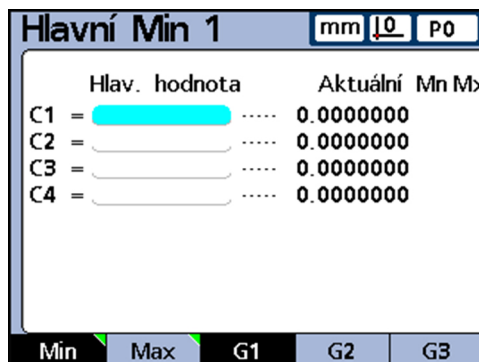 Hlavní Min 1 mm 0 P0
Hlav. hodnota Aktuální Mn Mx
C1 = ..... 0.0000000
C2 = ..... 0.0000000
C3 = ..... 0.0000000
C4 = ..... 0.0000000
Min Max G1 G2 G3